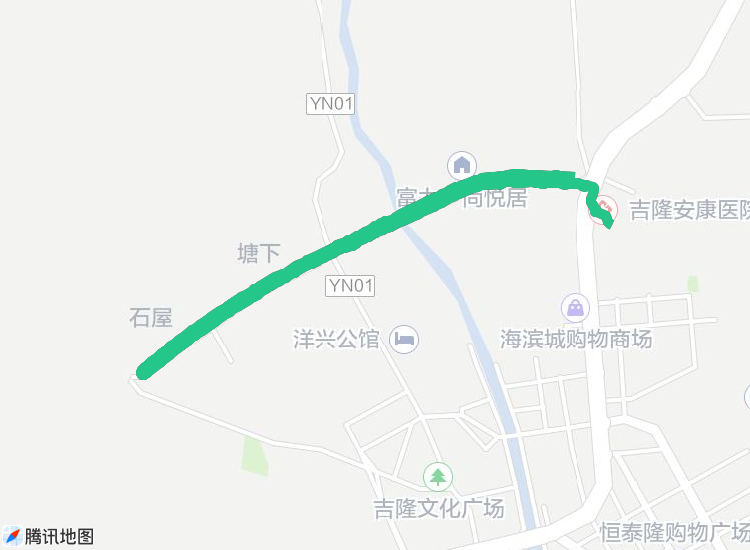 YN01
富力
尚悦居
吉隆安康医院
塘下
YN01
石屋
洋兴公馆
海滨城购物商场
吉隆文化广场
恒泰隆购物广场
腾讯地图